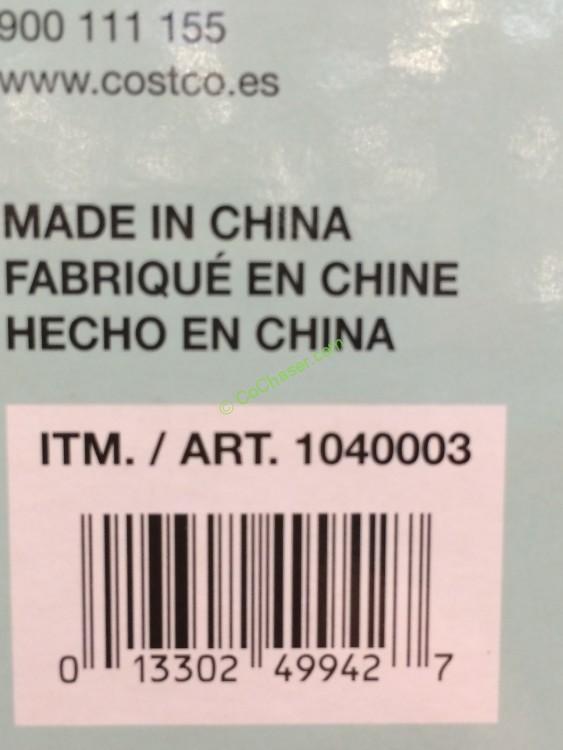 900 111 155
www.costco.es
MADE IN CHINA
FABRIQUÉ EN CHINE
HECHO EN CHINA
© CoChaser.com
ITM. / ART. 1040003
0 13302 49942 7